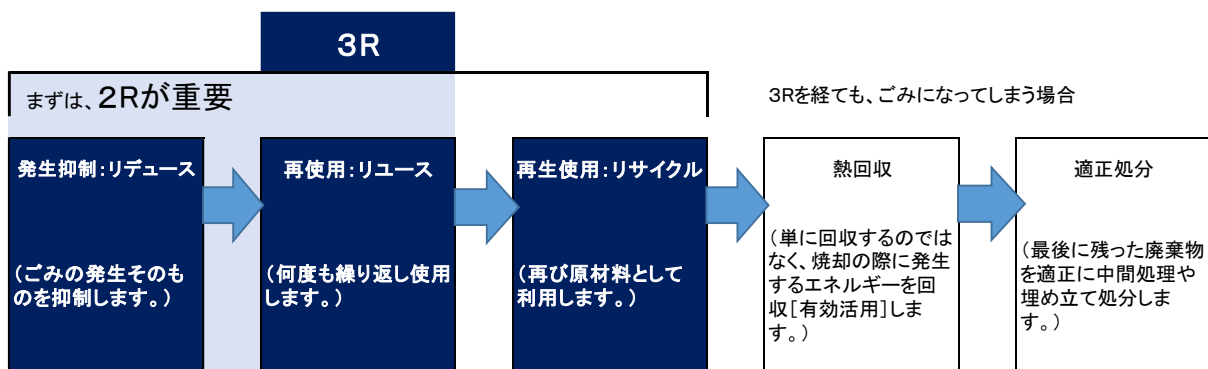 3R
まずは、2Rが重要
3Rを経ても、ごみになってしまう場合
発生抑制:リデュース
(ごみの発生そのも
のを抑制します。)
再使用:リユース
(何度も繰り返し使用
します。)
再生使用:リサイクル
(再び原材料として
利用します。)
熱回収
(単に回収するのでは
なく、焼却の際に発生
するエネルギーを回
収[有効活用]しま
す。)
適正処分
(最後に残った廃棄物
を適正に中間処理や
埋め立て処分しま
す。)